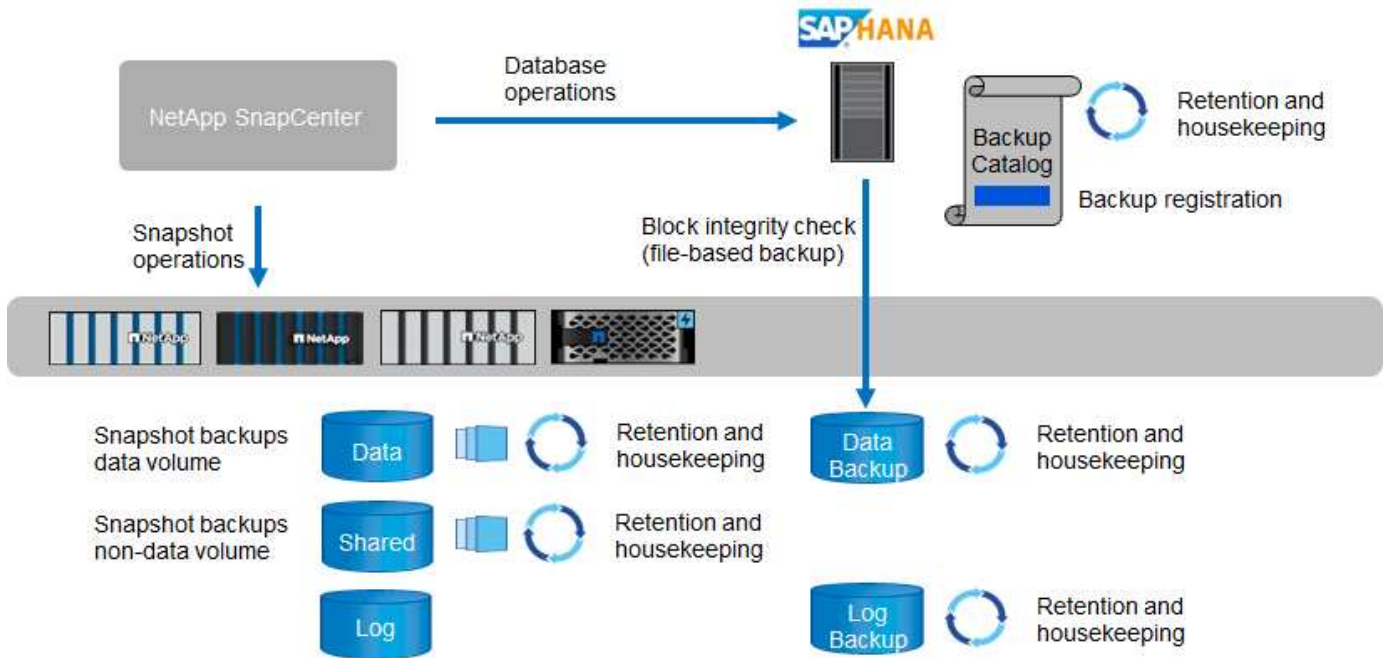 SAP HANA
NetApp SnapCenter
Database
operations
Retention and
housekeeping
Backup
Catalog
Backup registration
Snapshot
operations
Block integrity check
(file-based backup)
NetApp
NetApp
NetApp
Snapshot backups
data volume
Data
Retention and
housekeeping
Data
Backup
Retention and
housekeeping
Snapshot backups
non-data volume
Shared
Retention and
housekeeping
Log
Log
Backup
Retention and
housekeeping